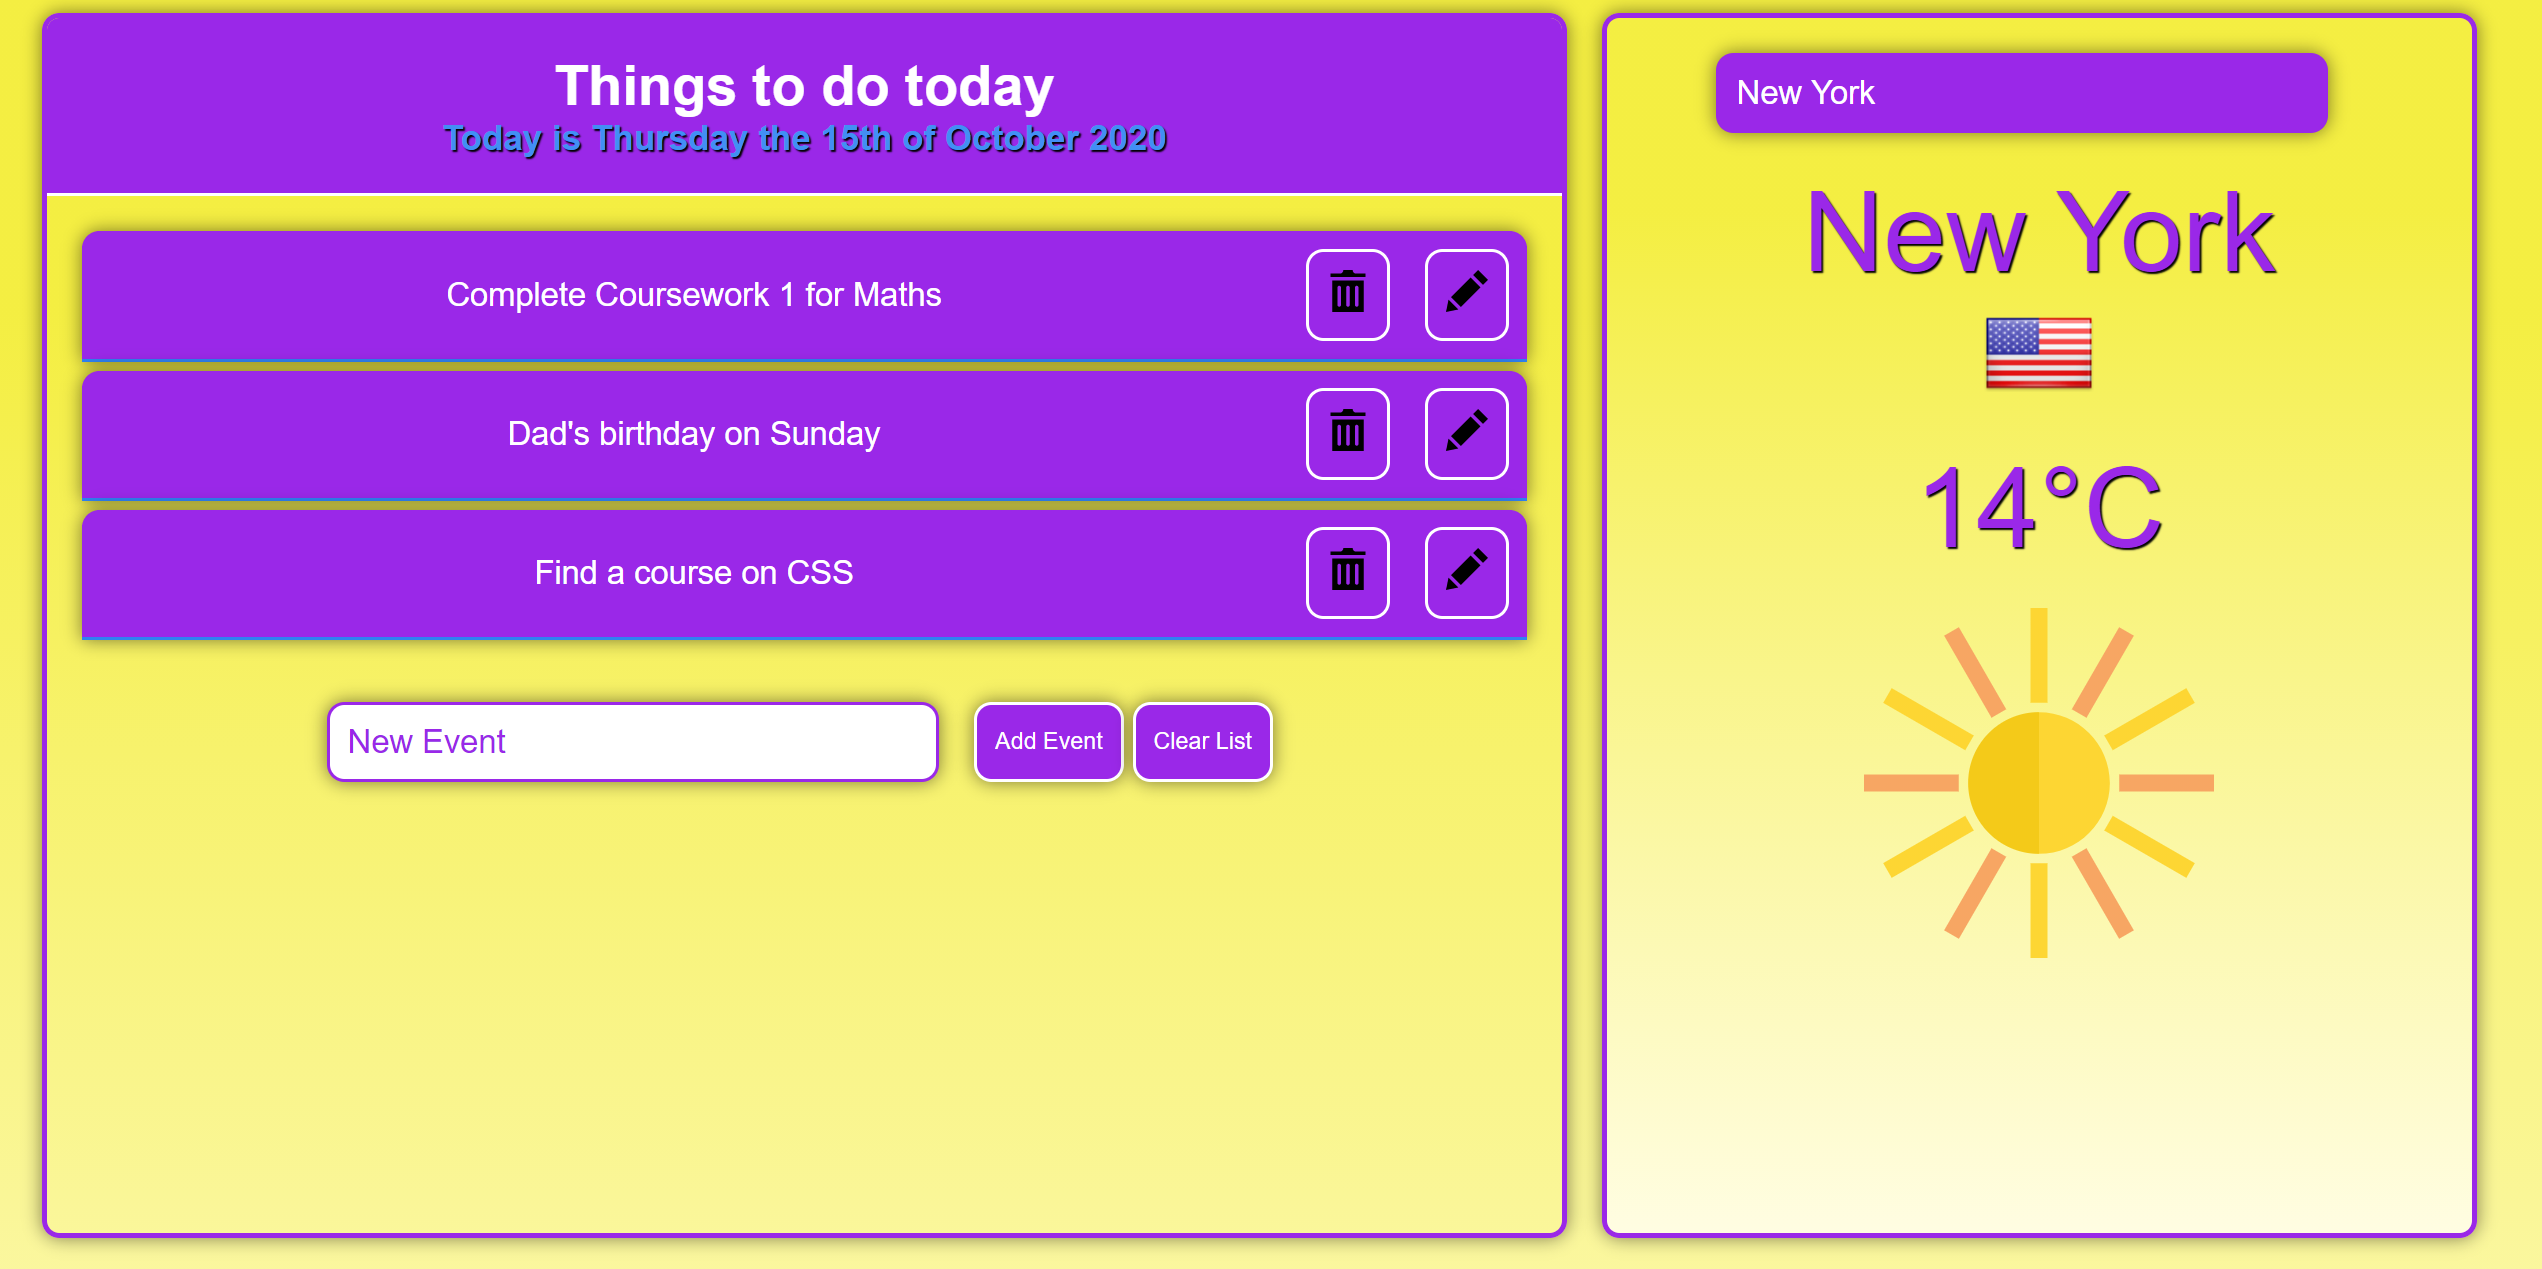 Things to do today
Today is Thursday the 15th of October 2020
Complete Coursework 1 for Maths
Dad's birthday on Sunday
Find a course on CSS
New Event
Add Event
Clear List
New York
New York
14°C